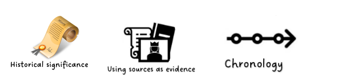 Historical significance
Using sources as evidence
Chronology